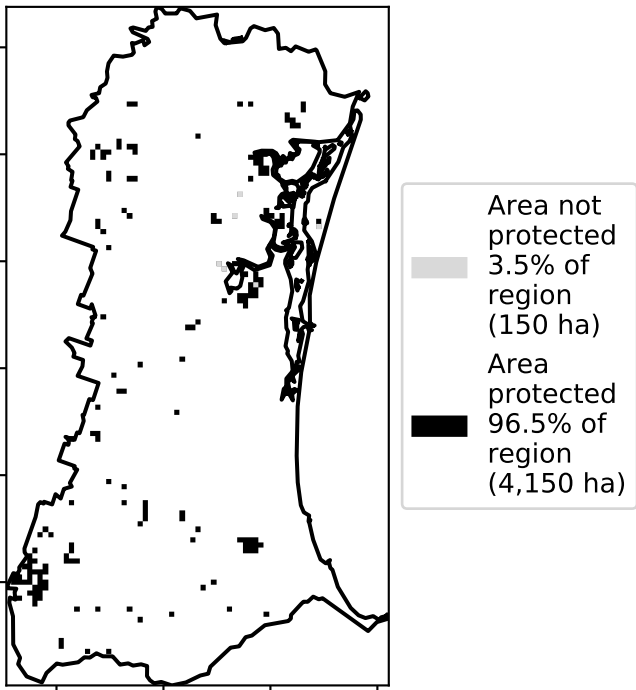 Area not
protected
3.5% of
region
(150 ha)
Area
protected
96.5% of
region
(4,150 ha)